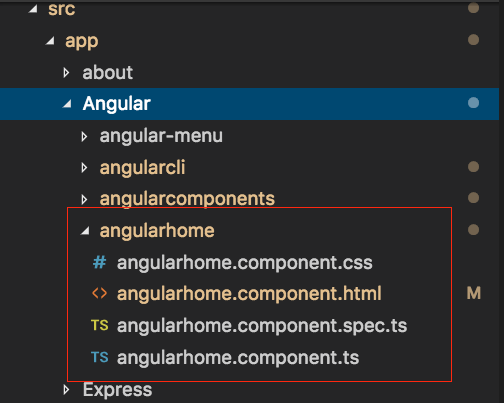 src
app
about
Angular
angular-menu
angularcli
angularcomponents
angularhome
# angularhome.component.css
<> angularhome.component.html M
TS angularhome.component.spec.ts
TS angularhome.component.ts
Express